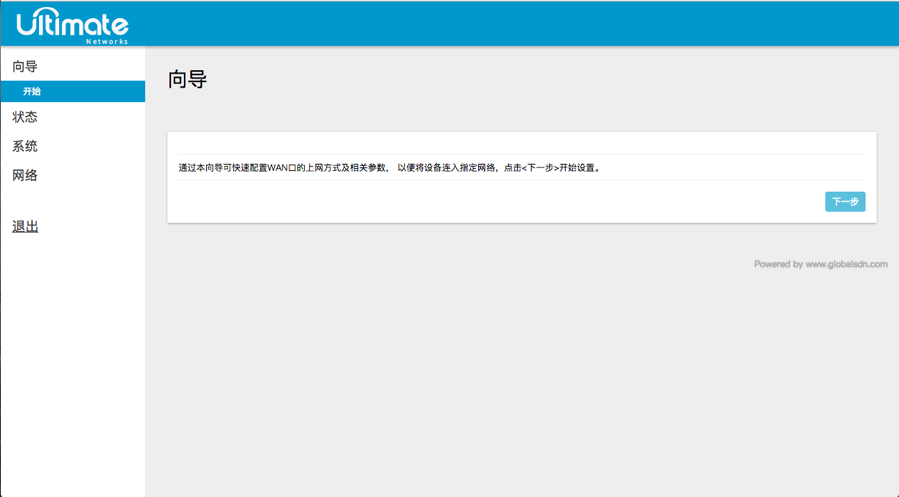 Ultimate
Networks
向导
开始
状态
系统
网络
退出
向导
通过本向导可快速配置WAN口的上网方式及相关参数， 以便将设备连入指定网络，点击<下一步>开始设置。
下一步
Powered by www.globalsdn.com